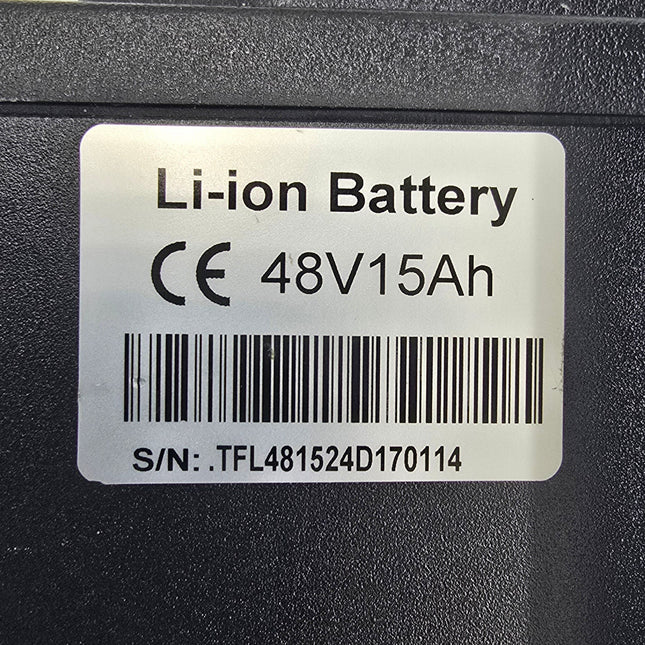 Li-ion Battery
CE 48V15Ah
S/N: .TFL481524D170114